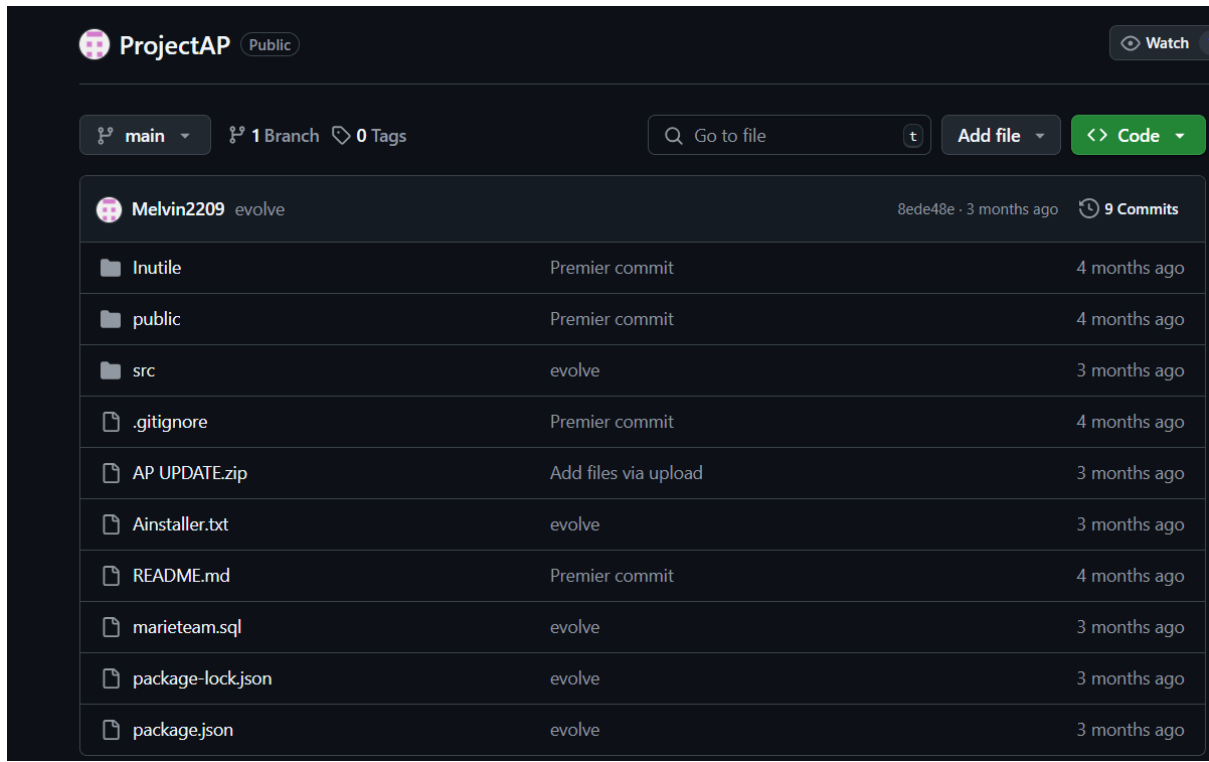 ProjectAP Public Watch
main 1 Branch 0 Tags Go to file t Add file Code
Melvin2209 evolve 8ede48e · 3 months ago 9 Commits
Inutile Premier commit 4 months ago
public Premier commit 4 months ago
src evolve 3 months ago
.gitignore Premier commit 4 months ago
AP UPDATE.zip Add files via upload 3 months ago
Ainstaller.txt evolve 3 months ago
README.md Premier commit 4 months ago
marieteam.sql evolve 3 months ago
package-lock.json evolve 3 months ago
package.json evolve 3 months ago